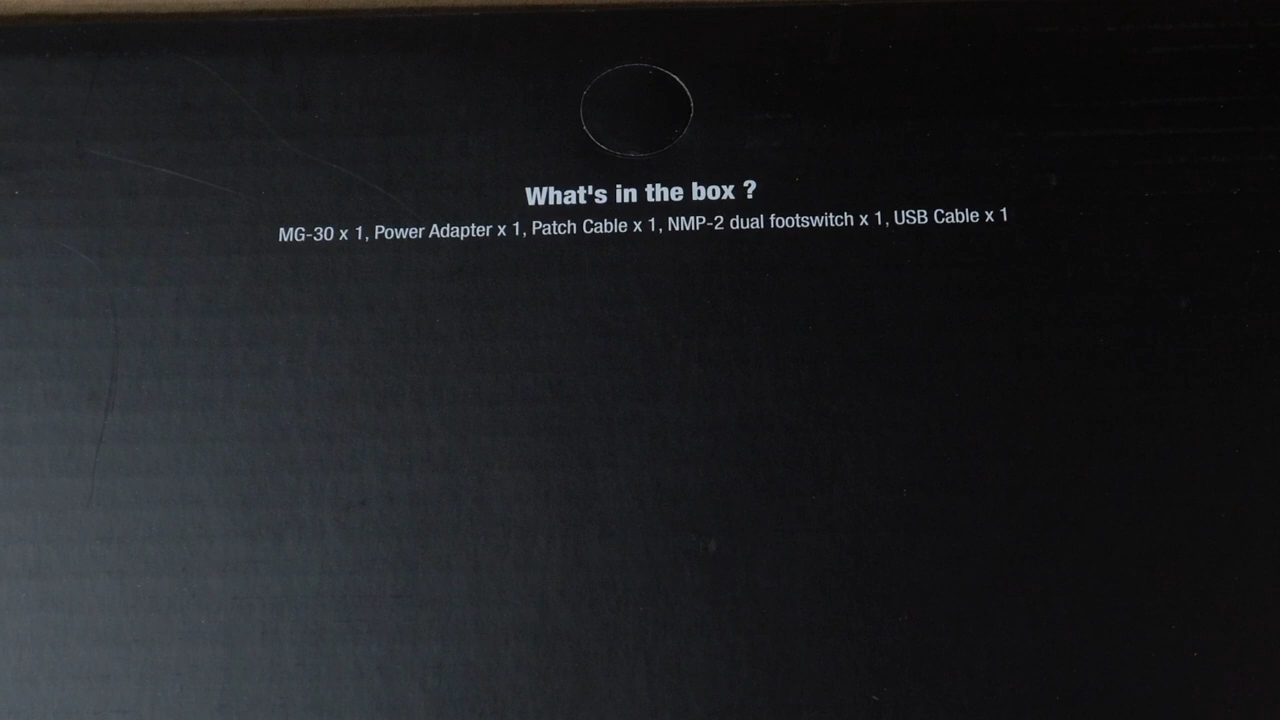 What's in the box ?
MG-30 x 1, Power Adapter x 1, Patch Cable x 1, NMP-2 dual footswitch x 1, USB Cable x 1